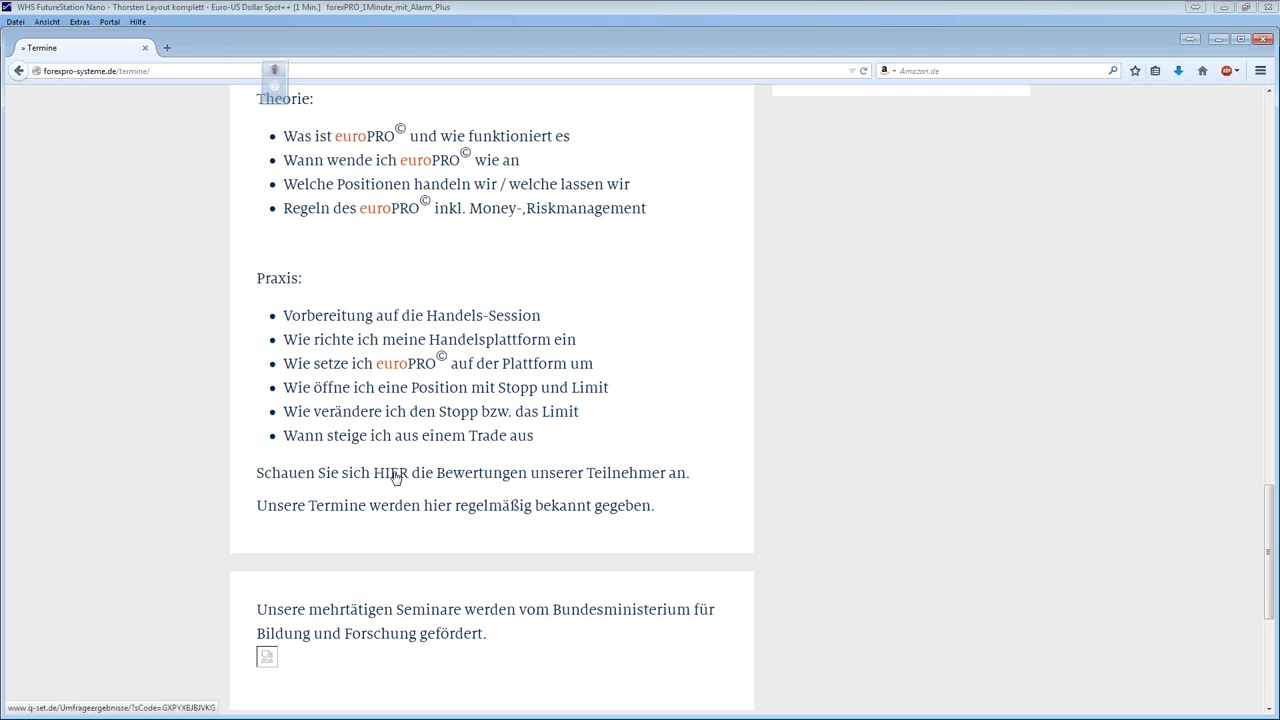 WHS FutureStation Nano - Thorsten Layout komplett - Euro-US Dollar Spot++ [1 Min.]   forexPRO_1Minute_mit_Alarm_Plus
Datei Ansicht Extras Portal Hilfe
» Termine
forexpro-systeme.de/termine/
Amazon.de
Theorie:
• Was ist euroPRO© und wie funktioniert es
• Wann wende ich euroPRO© wie an
• Welche Positionen handeln wir / welche lassen wir
• Regeln des euroPRO© inkl. Money-,Riskmanagement
Praxis:
• Vorbereitung auf die Handels-Session
• Wie richte ich meine Handelsplattform ein
• Wie setze ich euroPRO© auf der Plattform um
• Wie öffne ich eine Position mit Stopp und Limit
• Wie verändere ich den Stopp bzw. das Limit
• Wann steige ich aus einem Trade aus
Schauen Sie sich HIER die Bewertungen unserer Teilnehmer an.
Unsere Termine werden hier regelmäßig bekannt gegeben.
Unsere mehrtätigen Seminare werden vom Bundesministerium für
Bildung und Forschung gefördert.
www.q-set.de/Umfrageergebnisse/?sCode=GXPYXBJBJVKG